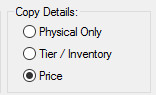 Copy Details:
Physical Only
Tier / Inventory
Price